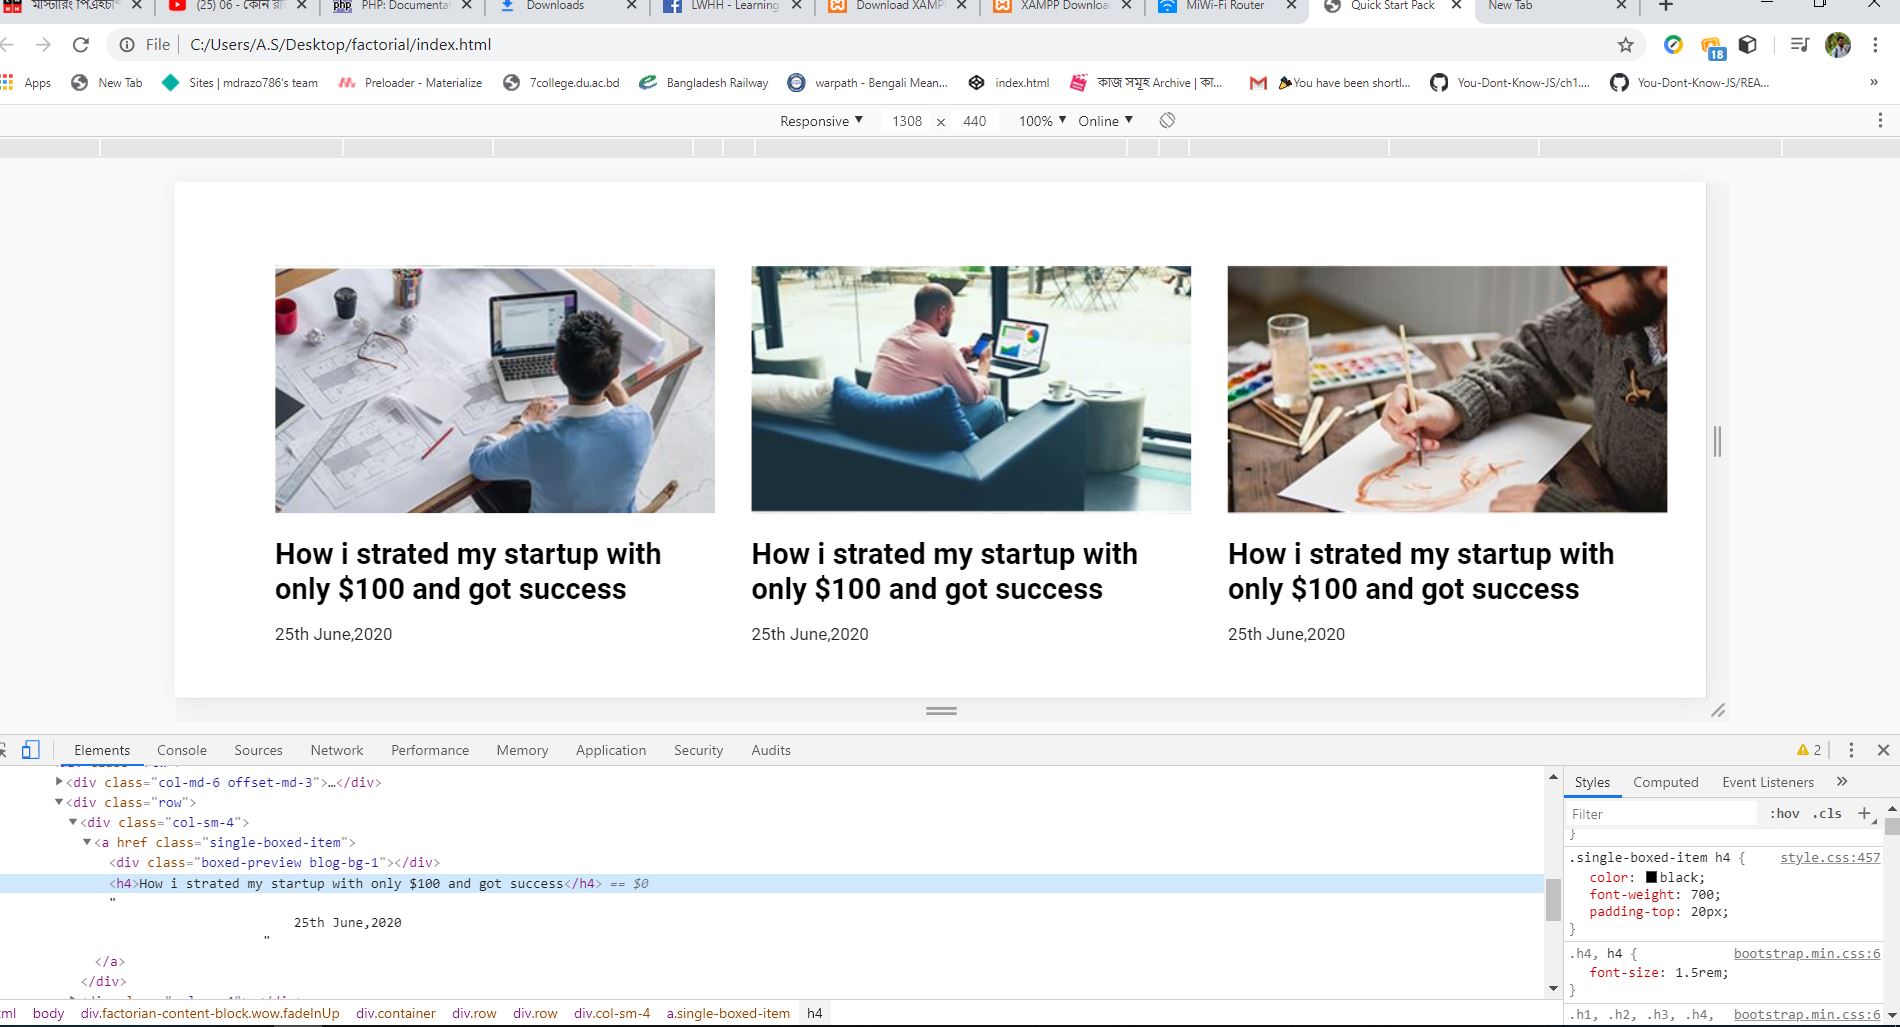 (25) 06 - কোন
PHP: Documentat
Downloads
LWHH - Learning
Download XAMPP
XAMPP Downloa
MiWi-Fi Router
Quick Start Pack
New Tab
File C:/Users/A.S/Desktop/factorial/index.html
18
Apps
New Tab
Sites | mdrazo786's team
Preloader - Materialize
7college.du.ac.bd
Bangladesh Railway
warpath - Bengali Mean...
index.html
কাজ সমূহ Archive | কা...
You have been shortl...
You-Dont-Know-JS/ch1....
You-Dont-Know-JS/REA...
»
Responsive ▼ 1308 × 440 100% ▼ Online ▼
How i strated my startup with
only $100 and got success
25th June,2020
How i strated my startup with
only $100 and got success
25th June,2020
How i strated my startup with
only $100 and got success
25th June,2020
Elements Console Sources Network Performance Memory Application Security Audits 2
<div class="col-md-6 offset-md-3">…</div>
<div class="row">
<div class="col-sm-4">
<a href class="single-boxed-item">
<div class="boxed-preview blog-bg-1"></div>
<h4>How i strated my startup with only $100 and got success</h4> == $0
"
25th June,2020
"
</a>
</div>
html body div.factorian-content-block.wow.fadeInUp div.container div.row div.row div.col-sm-4 a.single-boxed-item h4
Styles Computed Event Listeners »
Filter :hov .cls +
}
.single-boxed-item h4 { style.css:457
color: black;
font-weight: 700;
padding-top: 20px;
}
.h4, h4 { bootstrap.min.css:6
font-size: 1.5rem;
}
.h1, .h2, .h3, .h4, bootstrap.min.css:6